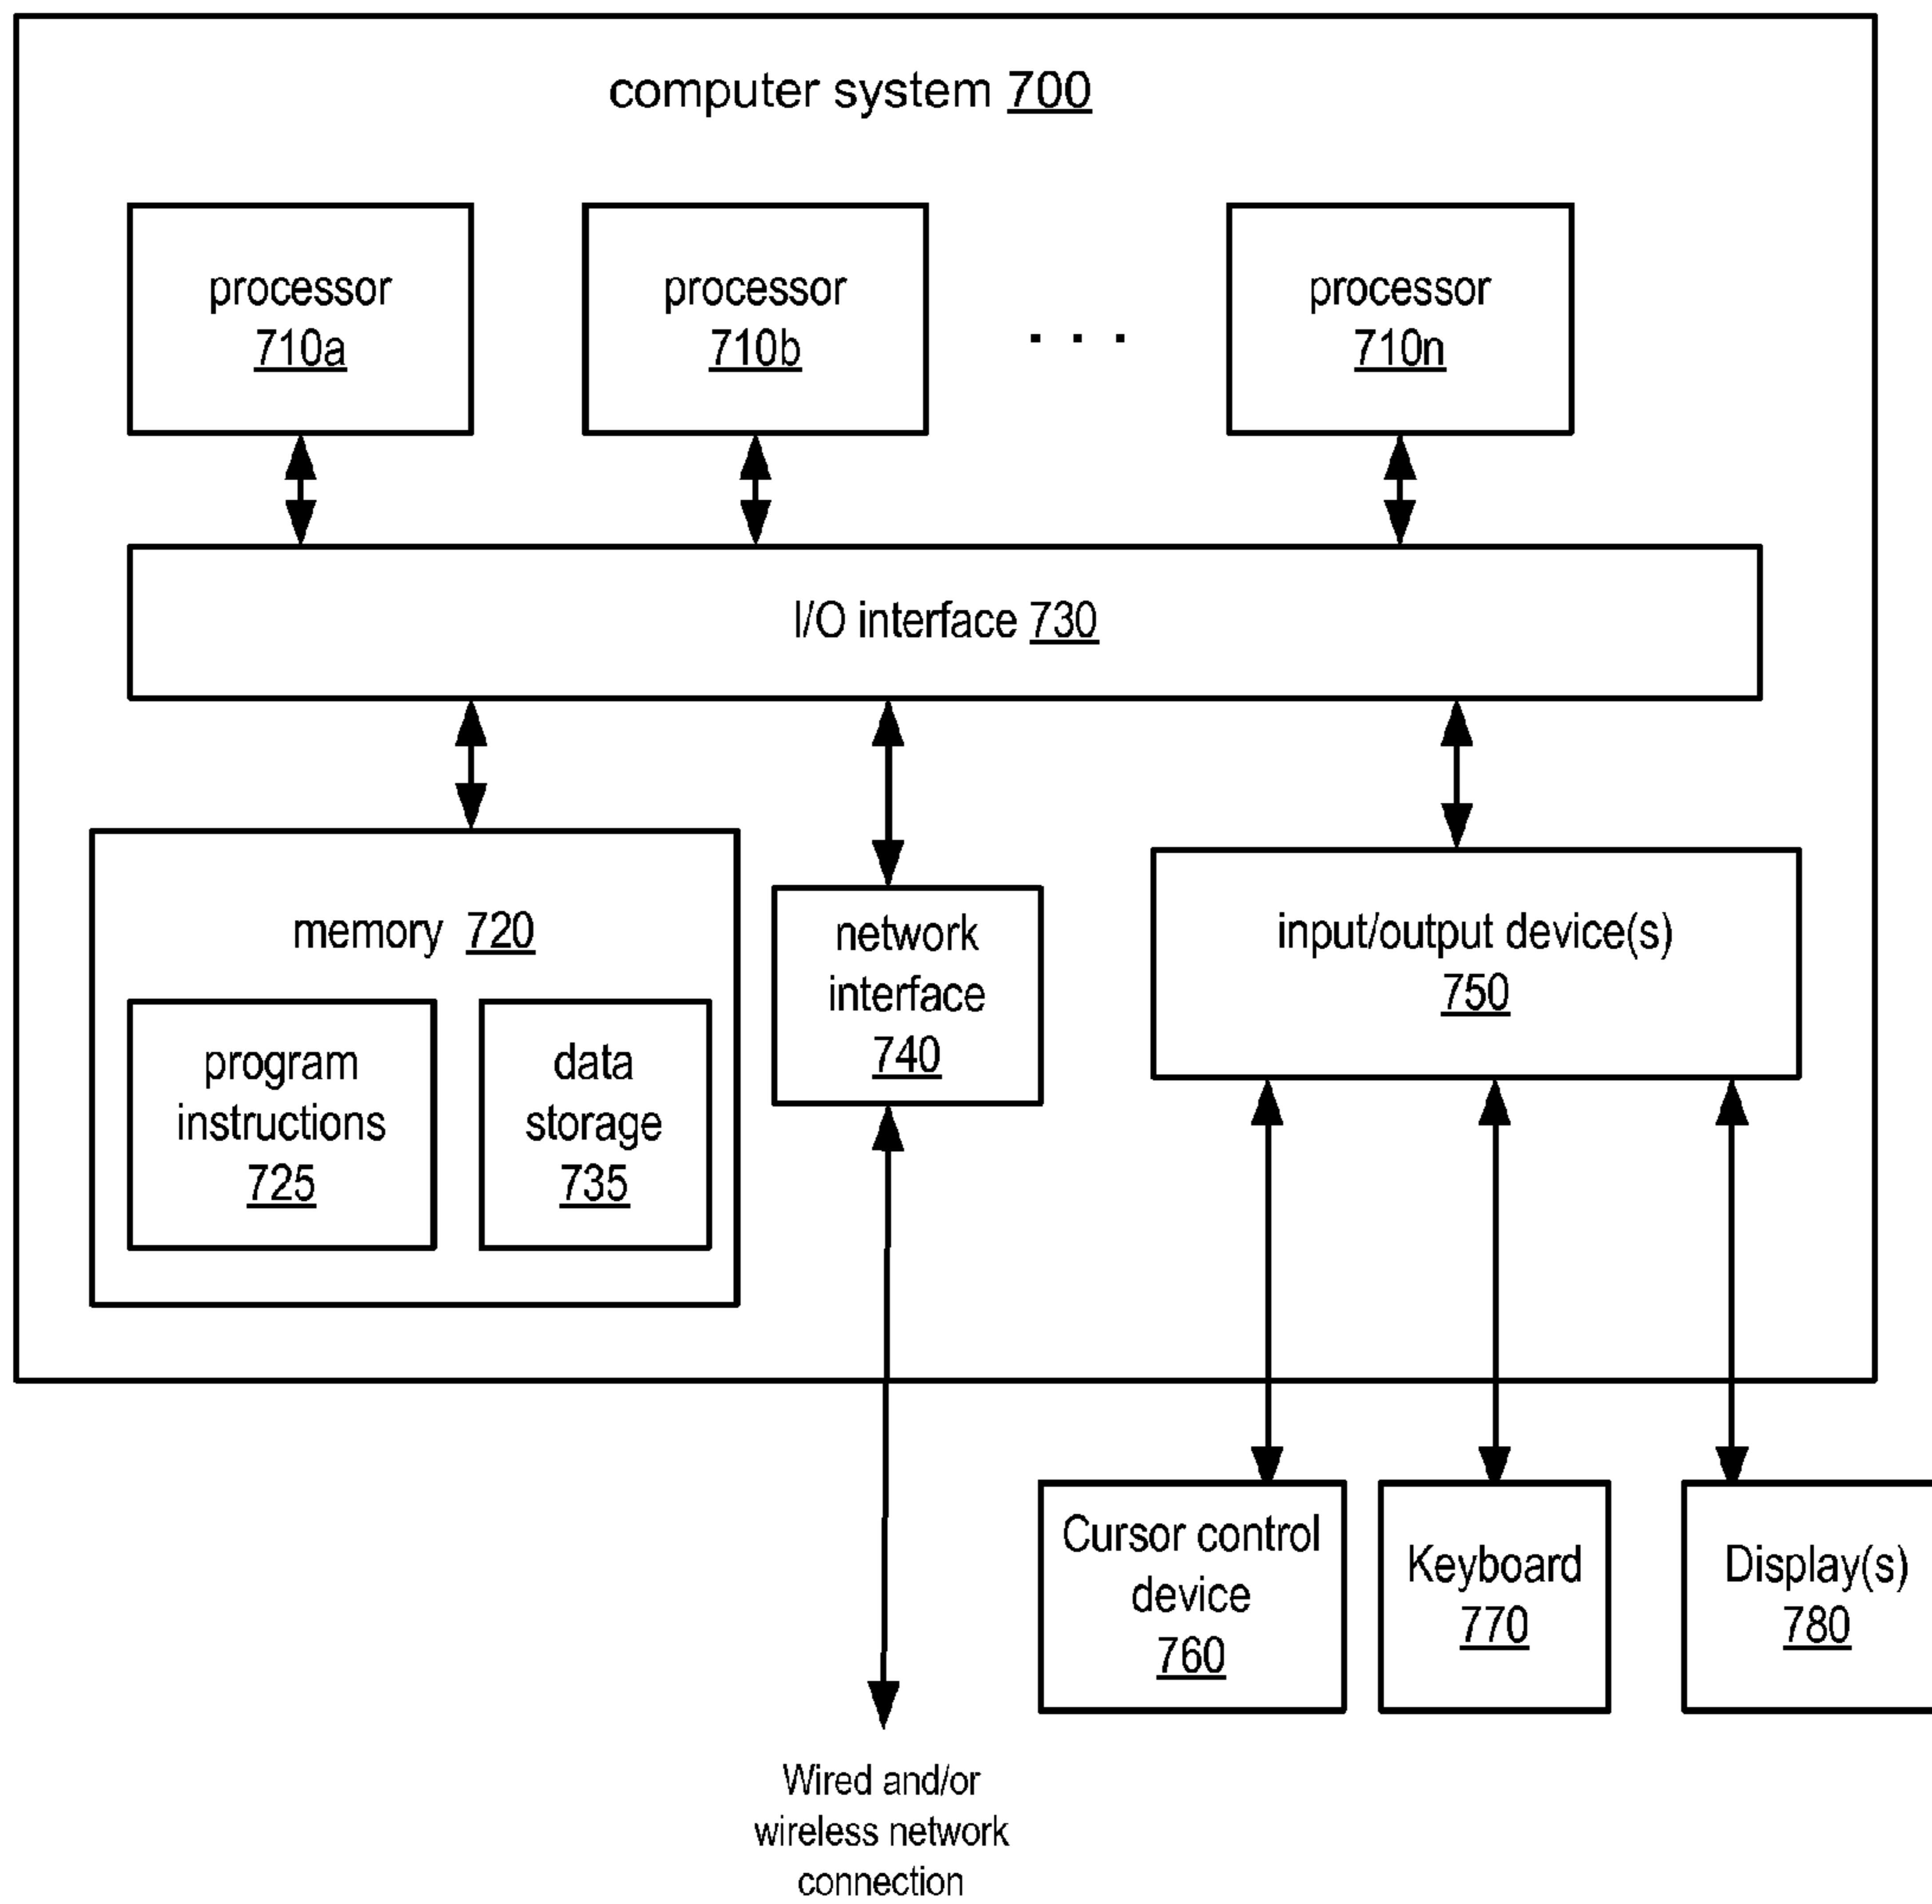 computer system 700
processor
710a
processor
710b
. . .
processor
710n
I/O interface 730
memory 720
program
instructions
725
data
storage
735
network
interface
740
input/output device(s)
750
Cursor control
device
760
Keyboard
770
Display(s)
780
Wired and/or
wireless network
connection